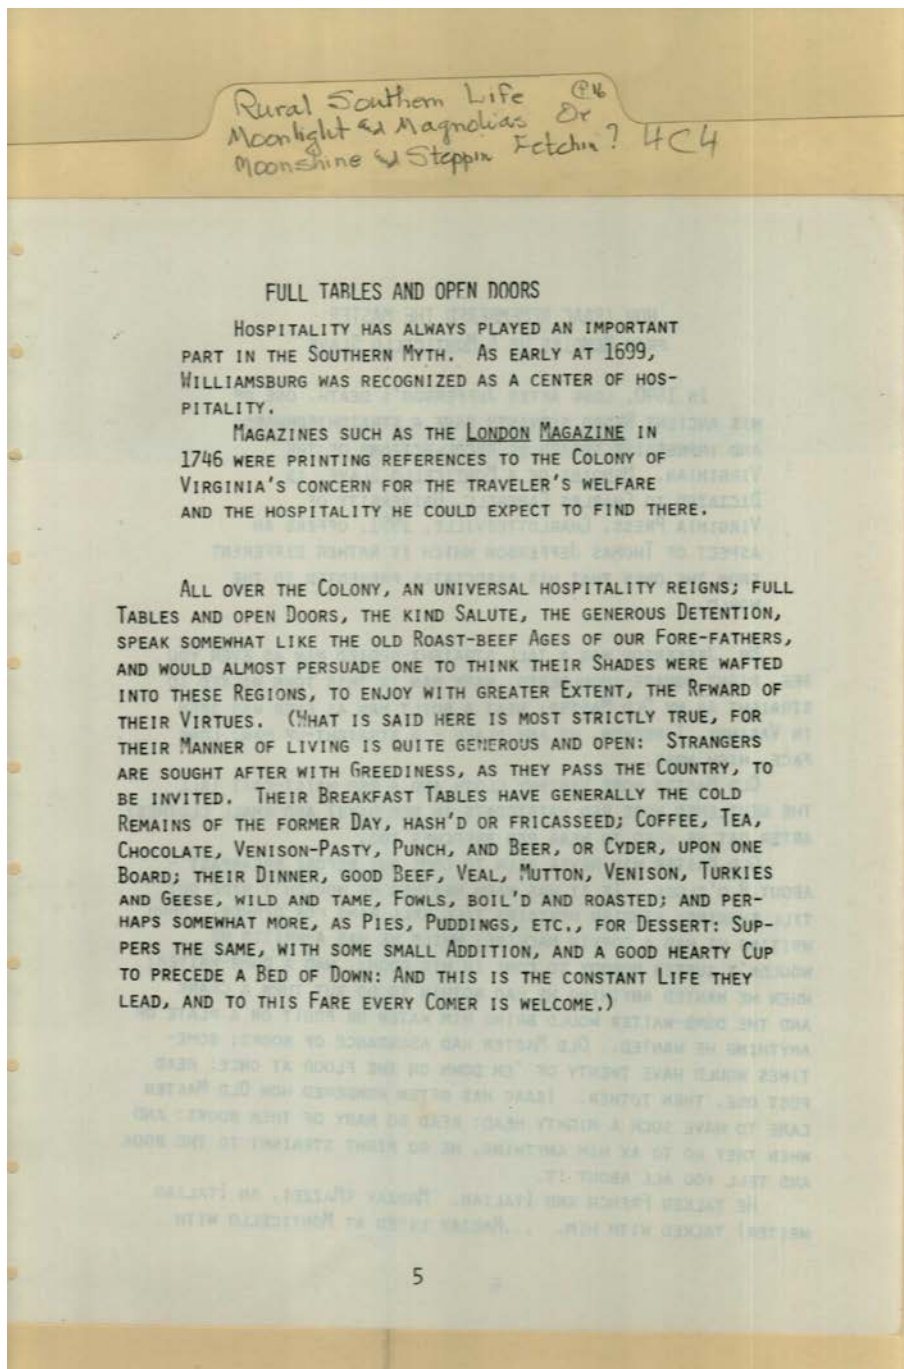 Rural Southern Life
Moonlight & Magnolias Or
Moonshine & Steppin Fetchin? 4C4
FULL TABLES AND OPEN DOORS
HOSPITALITY HAS ALWAYS PLAYED AN IMPORTANT
PART IN THE SOUTHERN MYTH. AS EARLY AT 1699,
WILLIAMSBURG WAS RECOGNIZED AS A CENTER OF HOS-
PITALITY.
MAGAZINES SUCH AS THE LONDON MAGAZINE IN
1746 WERE PRINTING REFERENCES TO THE COLONY OF
VIRGINIA'S CONCERN FOR THE TRAVELER'S WELFARE
AND THE HOSPITALITY HE COULD EXPECT TO FIND THERE.
ALL OVER THE COLONY, AN UNIVERSAL HOSPITALITY REIGNS; FULL
TABLES AND OPEN DOORS, THE KIND SALUTE, THE GENEROUS DETENTION,
SPEAK SOMEWHAT LIKE THE OLD ROAST-BEEF AGES OF OUR FORE-FATHERS,
AND WOULD ALMOST PERSUADE ONE TO THINK THEIR SHADES WERE WAFTED
INTO THESE REGIONS, TO ENJOY WITH GREATER EXTENT, THE REWARD OF
THEIR VIRTUES. (WHAT IS SAID HERE IS MOST STRICTLY TRUE, FOR
THEIR MANNER OF LIVING IS QUITE GENEROUS AND OPEN: STRANGERS
ARE SOUGHT AFTER WITH GREEDINESS, AS THEY PASS THE COUNTRY, TO
BE INVITED. THEIR BREAKFAST TABLES HAVE GENERALLY THE COLD
REMAINS OF THE FORMER DAY, HASH'D OR FRICASSEED; COFFEE, TEA,
CHOCOLATE, VENISON-PASTY, PUNCH, AND BEER, OR CYDER, UPON ONE
BOARD; THEIR DINNER, GOOD BEEF, VEAL, MUTTON, VENISON, TURKIES
AND GEESE, WILD AND TAME, FOWLS, BOIL'D AND ROASTED; AND PER-
HAPS SOMEWHAT MORE, AS PIES, PUDDINGS, ETC., FOR DESSERT: SUP-
PERS THE SAME, WITH SOME SMALL ADDITION, AND A GOOD HEARTY CUP
TO PRECEDE A BED OF DOWN: AND THIS IS THE CONSTANT LIFE THEY
LEAD, AND TO THIS FARE EVERY COMER IS WELCOME.)
5